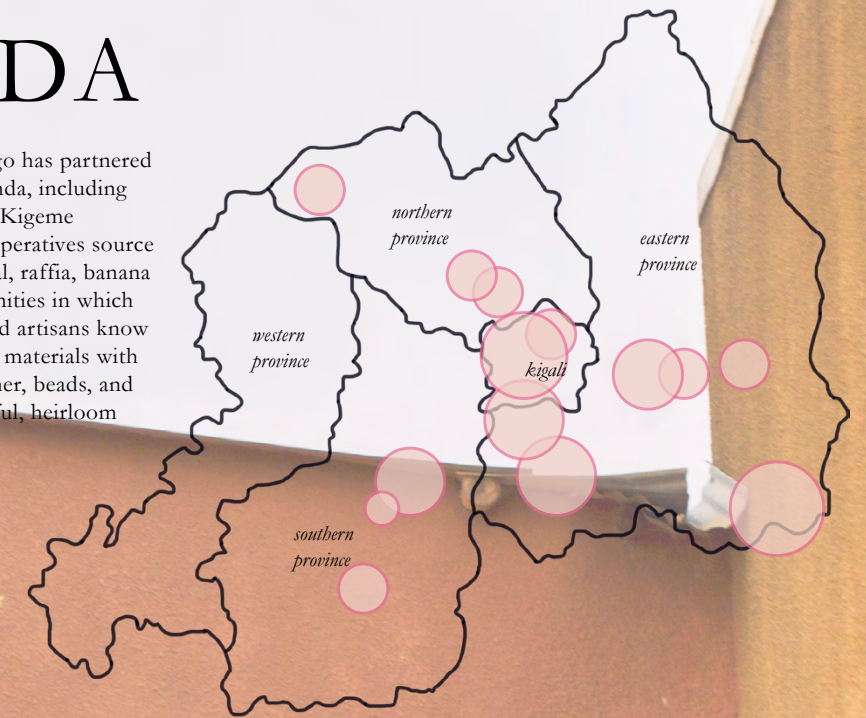 DA
go has partnered
nda, including
Kigeme
peratives source
al, raffia, banana
nities in which
d artisans know
materials with
her, beads, and
ful, heirloom
northern
province
eastern
province
western
province
kigali
southern
province